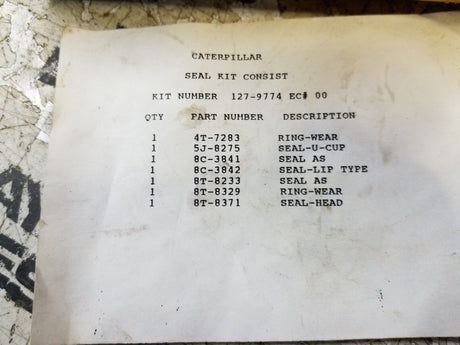 CATERPILLAR
SEAL KIT CONSIST
KIT NUMBER 127-9774 EC# 00
QTY PART NUMBER DESCRIPTION
1 4T-7283 RING-WEAR
1 5J-8275 SEAL-U-CUP
1 8C-3841 SEAL AS
1 8C-3842 SEAL-LIP TYPE
1 8T-8233 SEAL AS
1 8T-8329 RING-WEAR
1 8T-8371 SEAL-HEAD